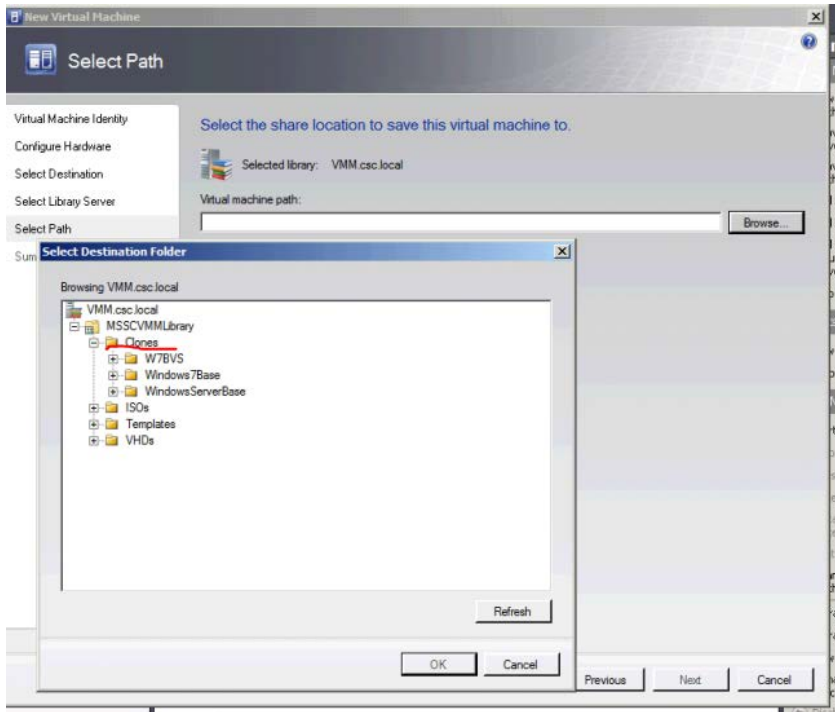 New Virtual Machine
Select Path
Virtual Machine Identity
Configure Hardware
Select Destination
Select Library Server
Select Path
Sum
Select the share location to save this virtual machine to.
Selected library: VMM.csc.local
Virtual machine path:
Browse...
Select Destination Folder
Browsing VMM.csc.local
VMM.csc.local
MSSCVMMLibrary
Clones
W7BVS
Windows7Base
WindowsServerBase
ISOs
Templates
VHDs
Refresh
OK Cancel
Previous Next Cancel